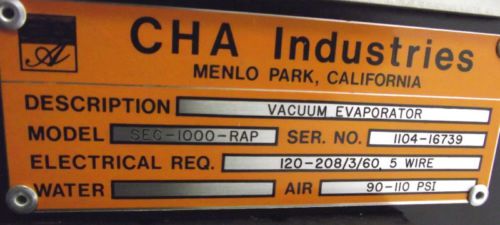 CHA Industries
MENLO PARK, CALIFORNIA
DESCRIPTION VACUUM EVAPORATOR
MODEL SEC-1000-RAP SER. NO. 1104-16739
ELECTRICAL REQ. 120-208/3/60, 5 WIRE
WATER AIR 90-110 PSI